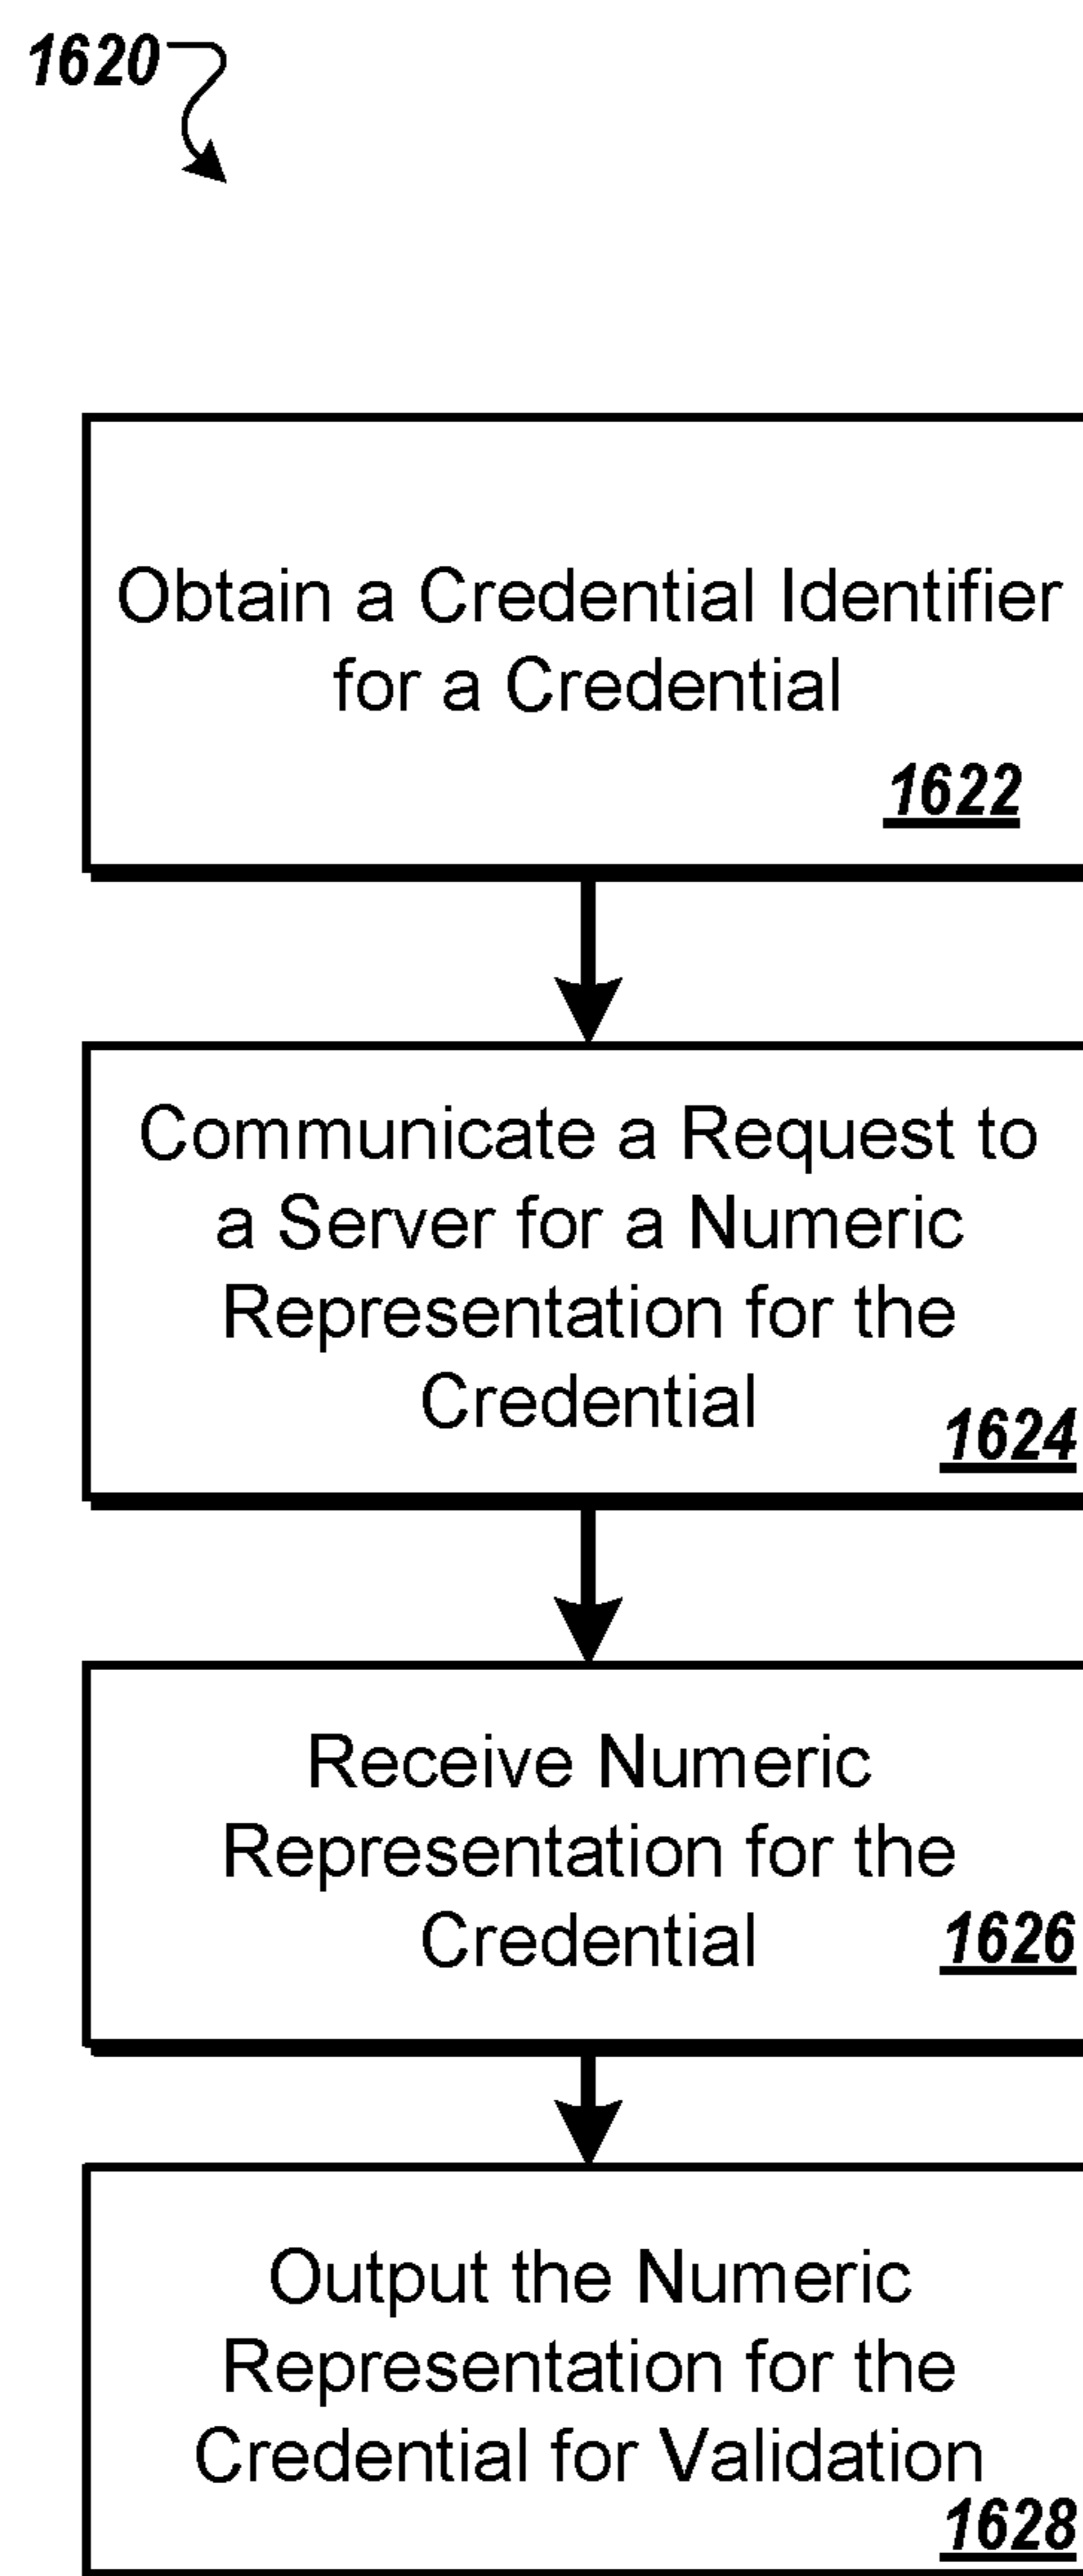 1620
Obtain a Credential Identifier
for a Credential
1622
Communicate a Request to
a Server for a Numeric
Representation for the
Credential
1624
Receive Numeric
Representation for the
Credential
1626
Output the Numeric
Representation for the
Credential for Validation
1628